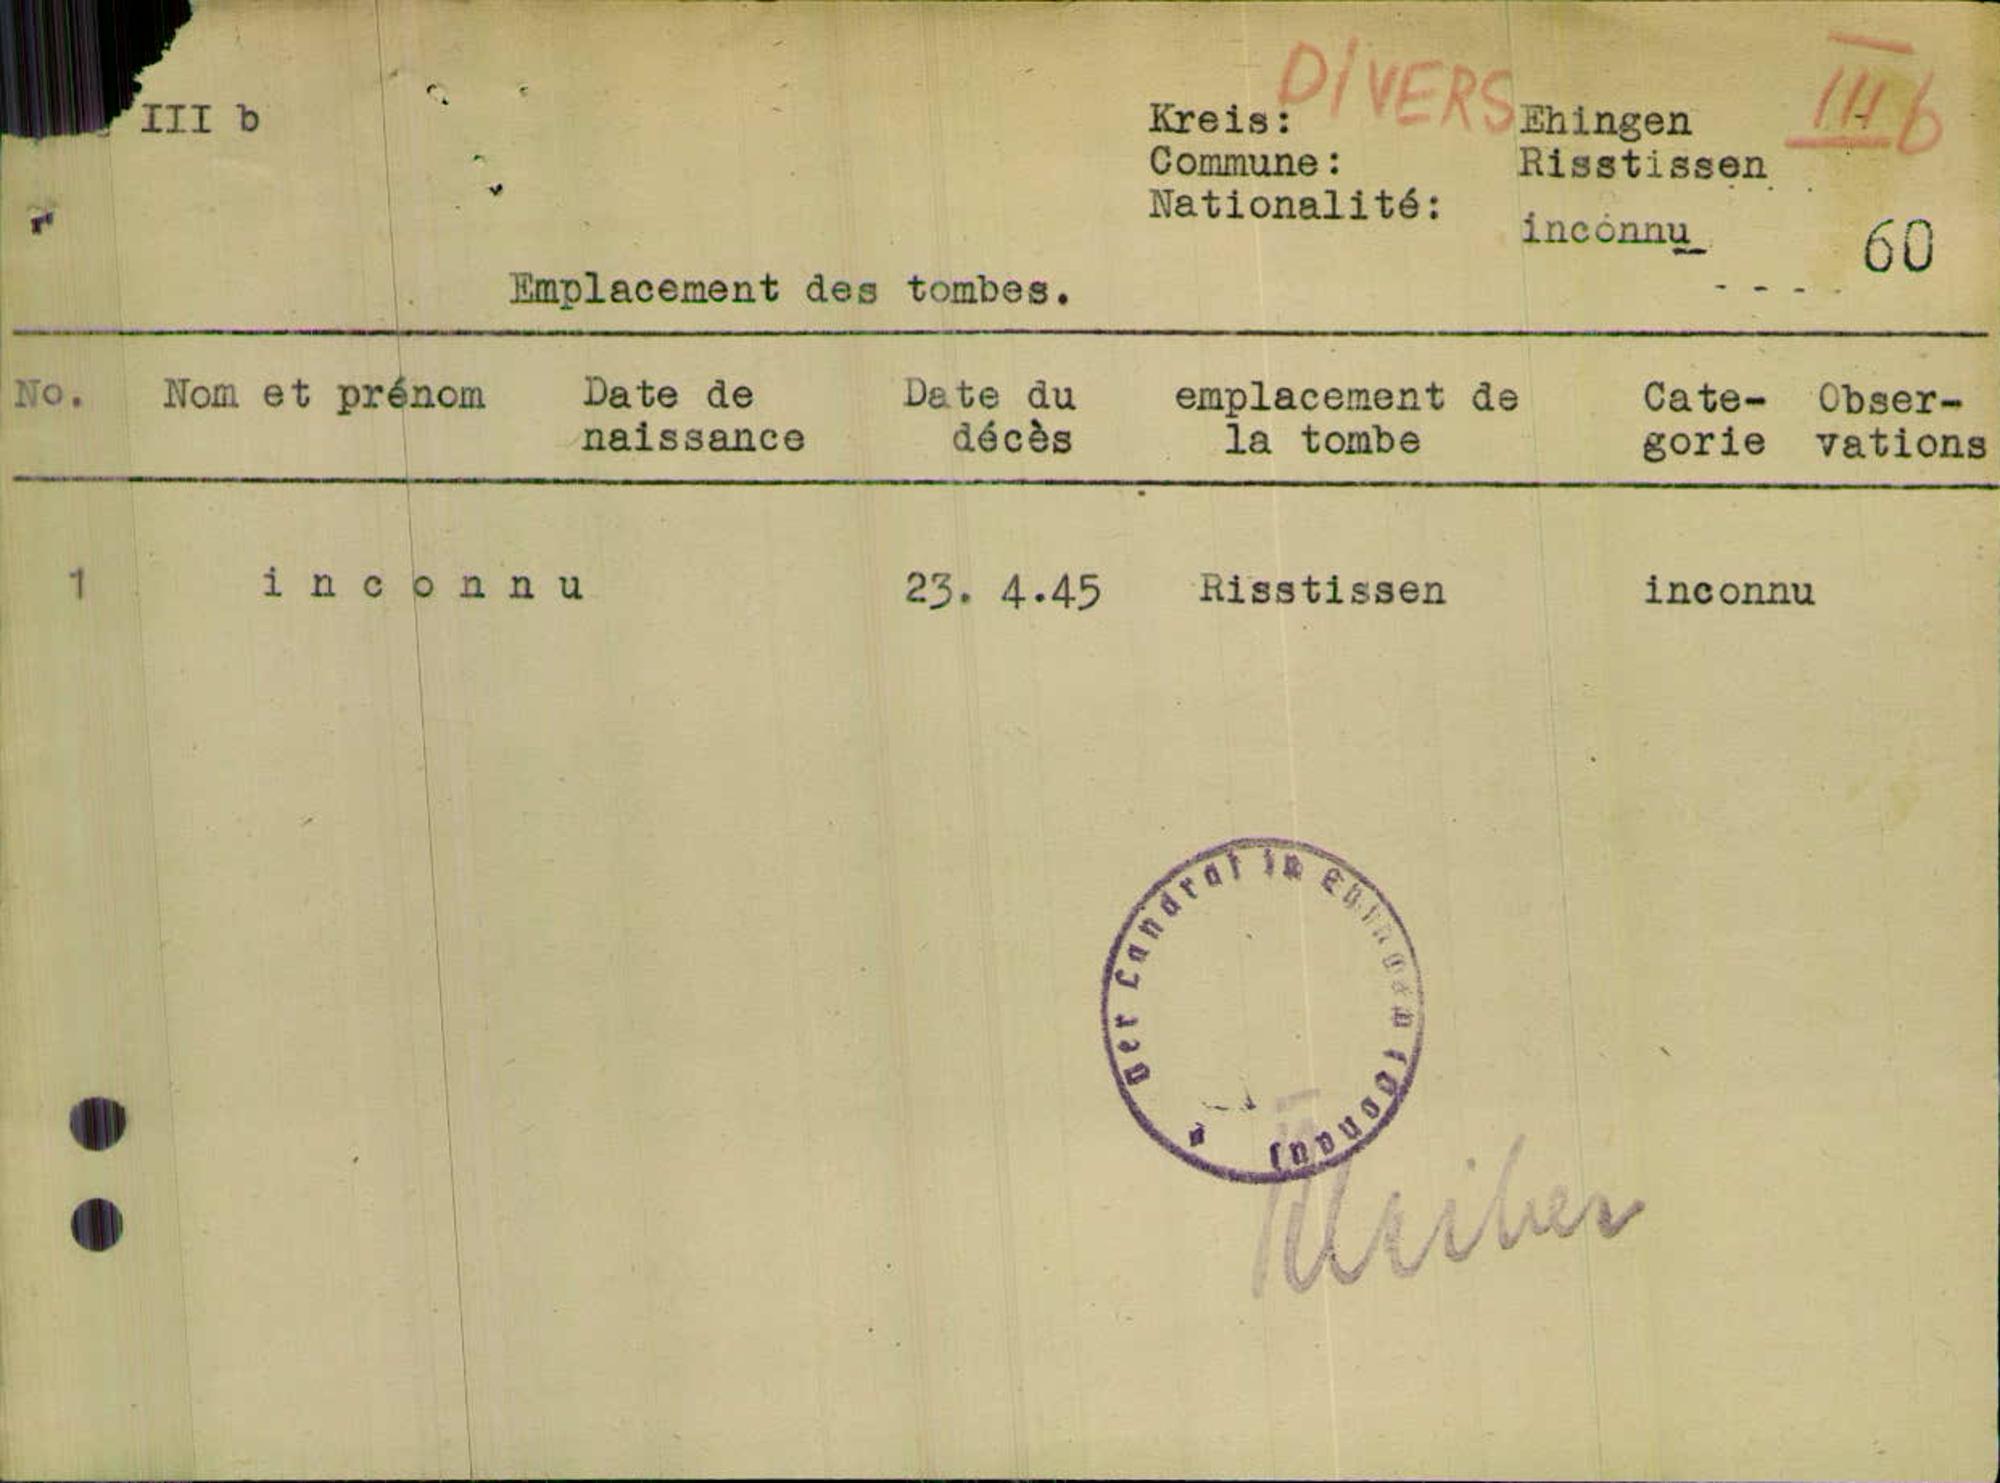 III b
DIVERS
III b
Kreis: Ehingen
Commune: Risstissen
Nationalité: inconnu
60
Emplacement des tombes.
No. Nom et prénom Date de naissance Date du décès emplacement de la tombe Cate-gorie Obser-vations
1 inconnu 23. 4.45 Risstissen inconnu
Der Landrat in Ehingen (Donau)